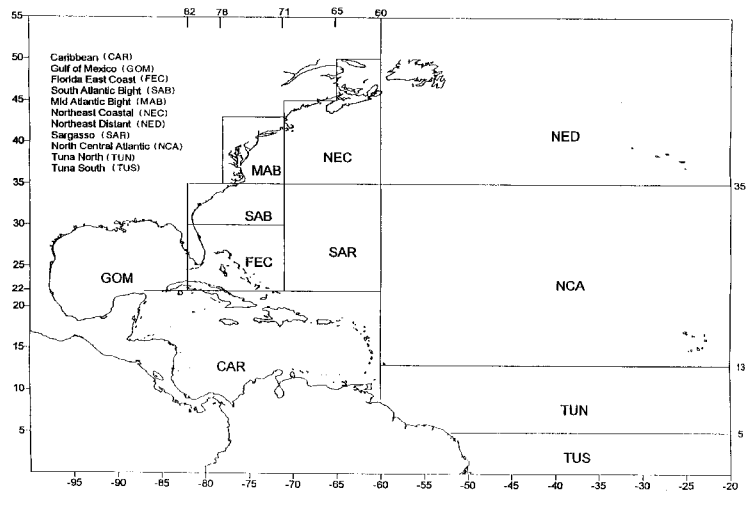 82 78 71 65 60
55
50
Caribbean (CAR)
Gulf of Mexico (GOM)
Florida East Coast (FEC)
South Atlantic Bight (SAB)
Mid Atlantic Bight (MAB)
Northeast Coastal (NEC)
Northeast Distant (NED)
Sargasso (SAR)
North Central Atlantic (NCA)
Tuna North (TUN)
Tuna South (TUS)
45
40
NED
MAB
NEC
35
35
SAB
30
FEC
SAR
25
GOM
NCA
22
20
15
CAR
13
10
TUN
5
5
TUS
-95 -90 -85 -80 -75 -70 -65 -60 -55 -50 -45 -40 -35 -30 -25 -20